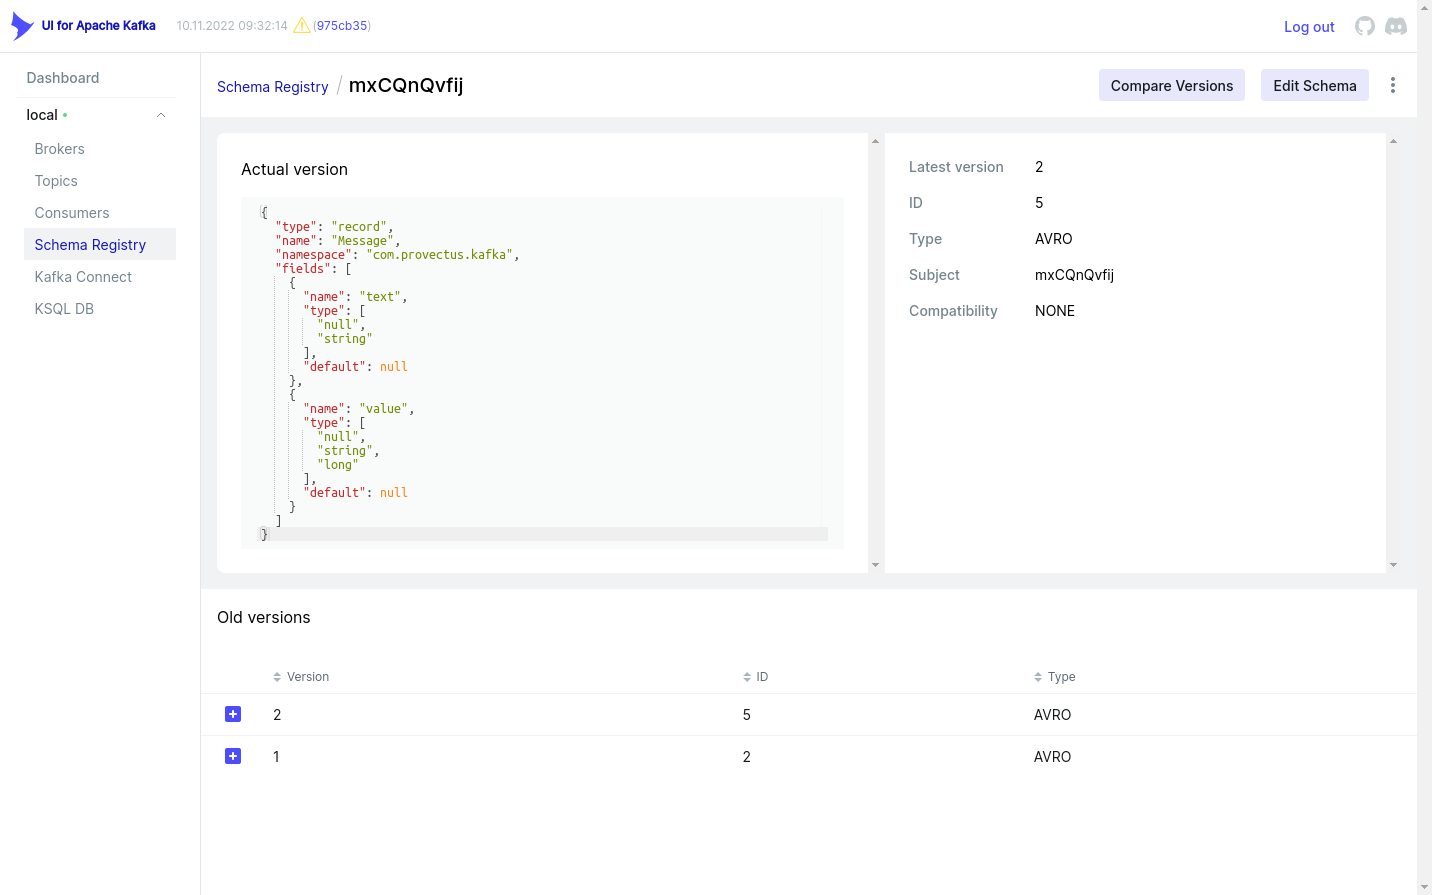 UI for Apache Kafka
10.11.2022 09:32:14 (975cb35)
Log out
Dashboard
local
Brokers
Topics
Consumers
Schema Registry
Kafka Connect
KSQL DB
Schema Registry / mxCQnQvfij
Compare Versions
Edit Schema
Actual version
{
"type": "record",
"name": "Message",
"namespace": "com.provectus.kafka",
"fields": [
{
"name": "text",
"type": [
"null",
"string"
],
"default": null
},
{
"name": "value",
"type": [
"null",
"string",
"long"
],
"default": null
}
]
}
Latest version 2
ID 5
Type AVRO
Subject mxCQnQvfij
Compatibility NONE
Old versions
Version ID Type
2 5 AVRO
1 2 AVRO